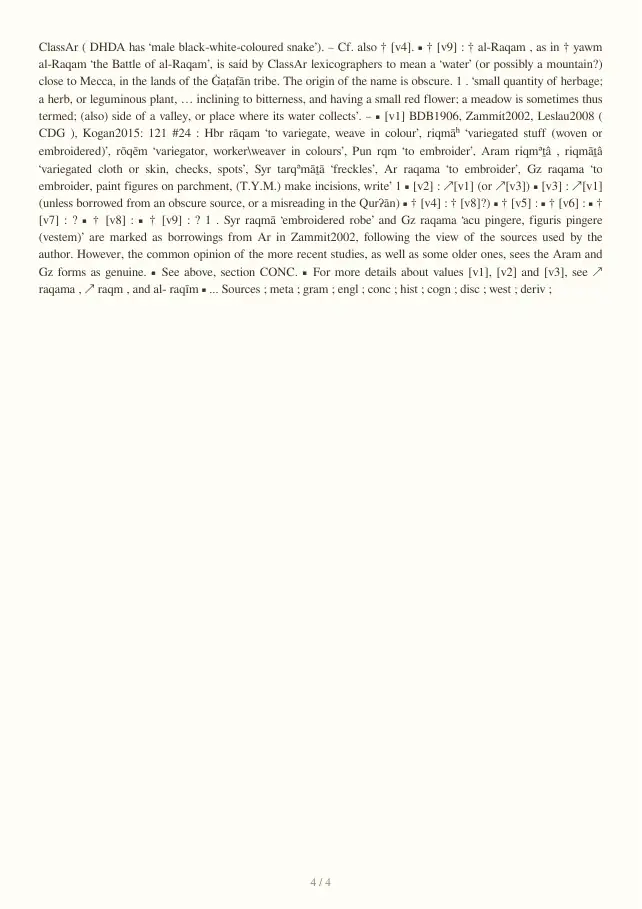 ClassAr ( DHDA has ‘male black-white-coloured snake’). – Cf. also † [v4]. ▪ † [v9] : † al-Raqam , as in † yawm
al-Raqam ‘the Battle of al-Raqam’, is said by ClassAr lexicographers to mean a ‘water’ (or possibly a mountain?)
close to Mecca, in the lands of the Ġaṭafān tribe. The origin of the name is obscure. 1 . ‘small quantity of herbage;
a herb, or leguminous plant, … inclining to bitterness, and having a small red flower; a meadow is sometimes thus
termed; (also) side of a valley, or place where its water collects’. – ▪ [v1] BDB1906, Zammit2002, Leslau2008 (
CDG ), Kogan2015: 121 #24 : Hbr rāqam ‘to variegate, weave in colour’, riqmāʰ ‘variegated stuff (woven or
embroidered)’, rōqēm ‘variegator, worker\weaver in colours’, Pun rqm ‘to embroider’, Aram riqmᵊṯâ , riqmāṯâ
‘variegated cloth or skin, checks, spots’, Syr tarqᵊmāṯā ‘freckles’, Ar raqama ‘to embroider’, Gz raqama ‘to
embroider, paint figures on parchment, (T.Y.M.) make incisions, write’ 1 ▪ [v2] : ↗[v1] (or ↗[v3]) ▪ [v3] : ↗[v1]
(unless borrowed from an obscure source, or a misreading in the Qurʔān) ▪ † [v4] : † [v8]?) ▪ † [v5] : ▪ † [v6] : ▪ †
[v7] : ? ▪ † [v8] : ▪ † [v9] : ? 1 . Syr raqmā ‘embroidered robe’ and Gz raqama ‘acu pingere, figuris pingere
(vestem)’ are marked as borrowings from Ar in Zammit2002, following the view of the sources used by the
author. However, the common opinion of the more recent studies, as well as some older ones, sees the Aram and
Gz forms as genuine. ▪ See above, section CONC. ▪ For more details about values [v1], [v2] and [v3], see ↗
raqama , ↗ raqm , and al- raqīm ▪ ... Sources ; meta ; gram ; engl ; conc ; hist ; cogn ; disc ; west ; deriv ;
4 / 4